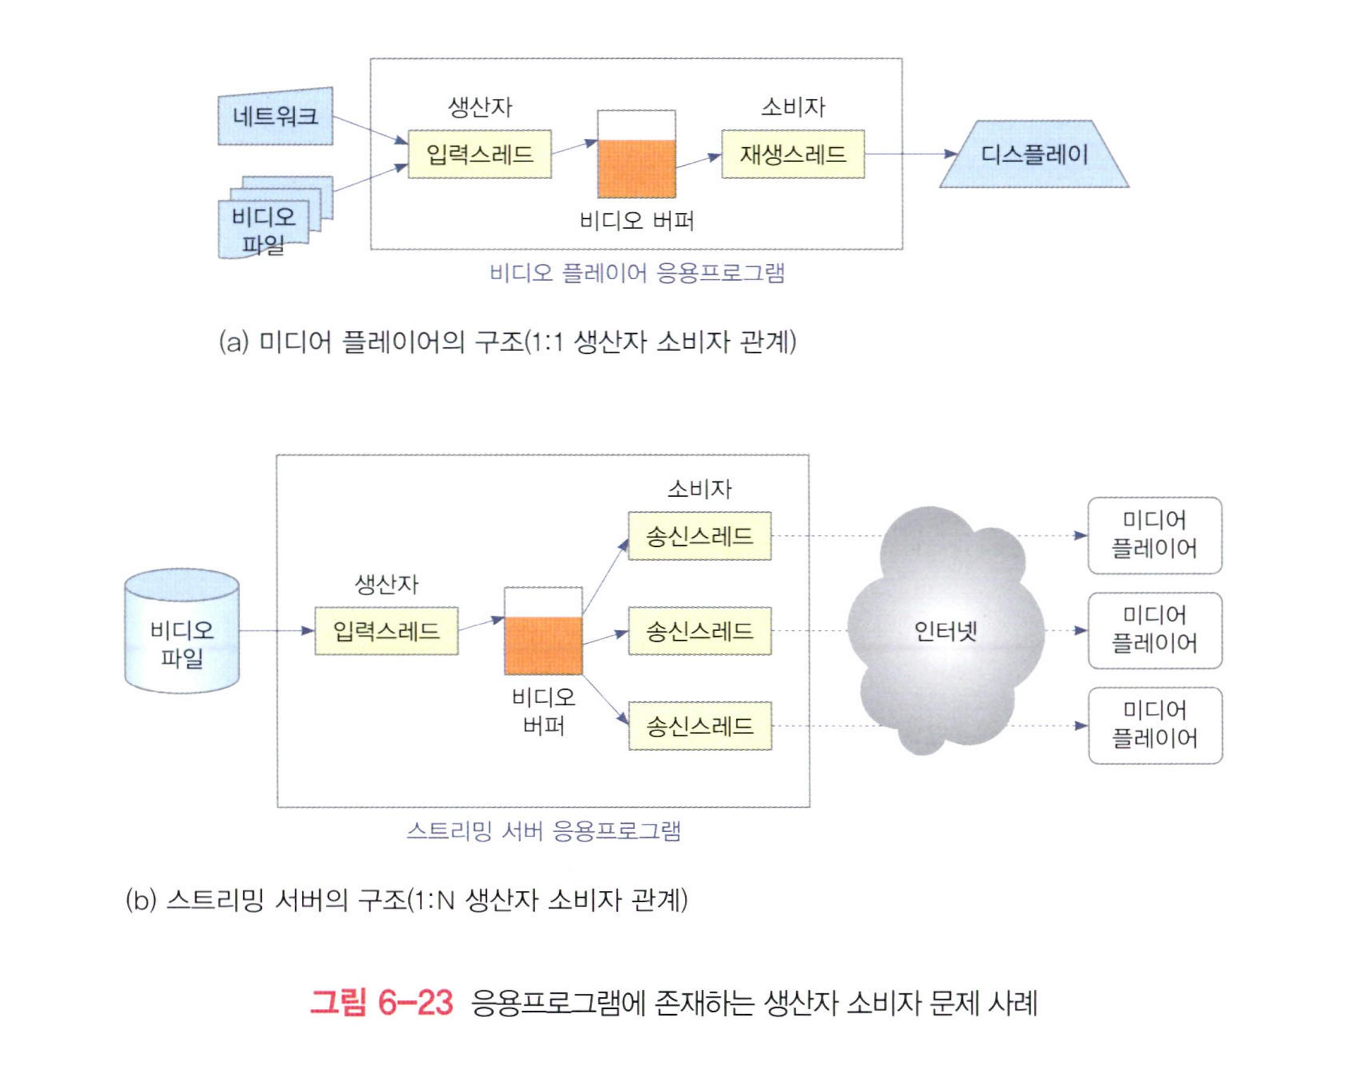 생산자
소비자
네트워크
입력스레드
재생스레드
디스플레이
비디오
파일
비디오 버퍼
비디오 플레이어 응용프로그램
(a) 미디어 플레이어의 구조(1:1 생산자 소비자 관계)
소비자
송신스레드
미디어
플레이어
생산자
비디오
파일
입력스레드
송신스레드
인터넷
미디어
플레이어
비디오
버퍼
송신스레드
미디어
플레이어
스트리밍 서버 응용프로그램
(b) 스트리밍 서버의 구조(1:N 생산자 소비자 관계)
그림 6-23 응용프로그램에 존재하는 생산자 소비자 문제 사례